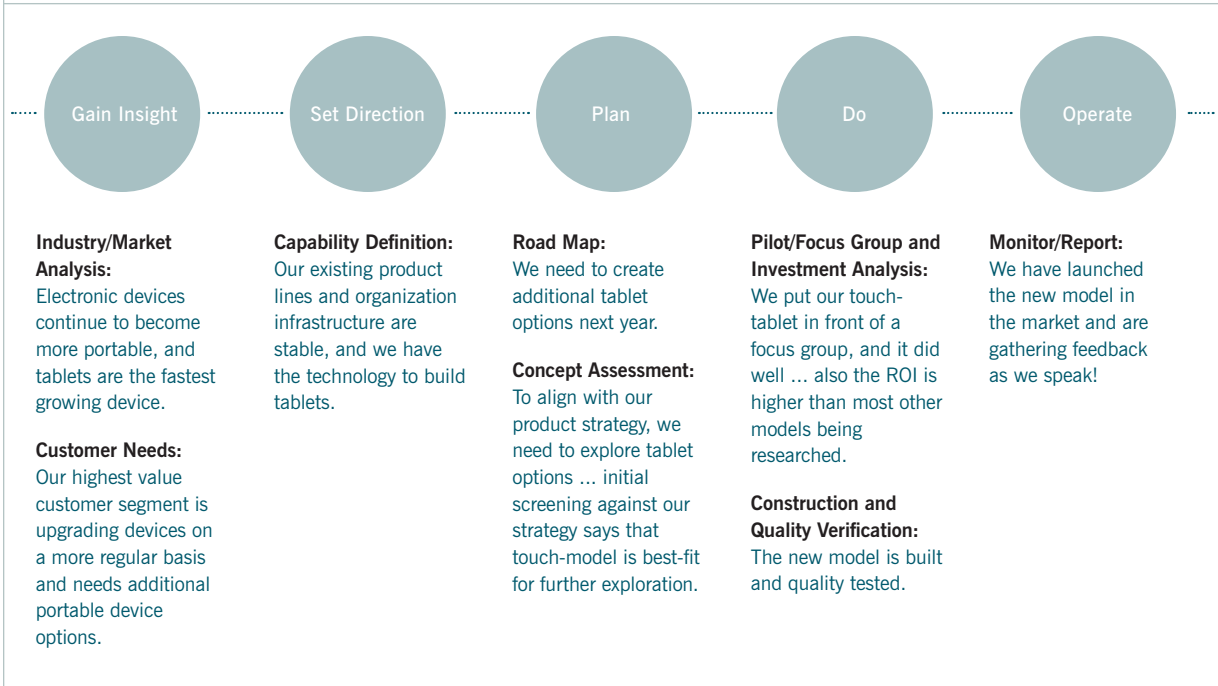 Gain Insight
Set Direction
Plan
Do
Operate
Industry/Market
Analysis:
Electronic devices
continue to become
more portable, and
tablets are the fastest
growing device.
Customer Needs:
Our highest value
customer segment is
upgrading devices on
a more regular basis
and needs additional
portable device
options.
Capability Definition:
Our existing product
lines and organization
infrastructure are
stable, and we have
the technology to build
tablets.
Road Map:
We need to create
additional tablet
options next year.
Concept Assessment:
To align with our
product strategy, we
need to explore tablet
options ... initial
screening against our
strategy says that
touch-model is best-fit
for further exploration.
Pilot/Focus Group and
Investment Analysis:
We put our touch-
tablet in front of a
focus group, and it did
well ... also the ROI is
higher than most other
models being
researched.
Construction and
Quality Verification:
The new model is built
and quality tested.
Monitor/Report:
We have launched
the new model in
the market and are
gathering feedback
as we speak!